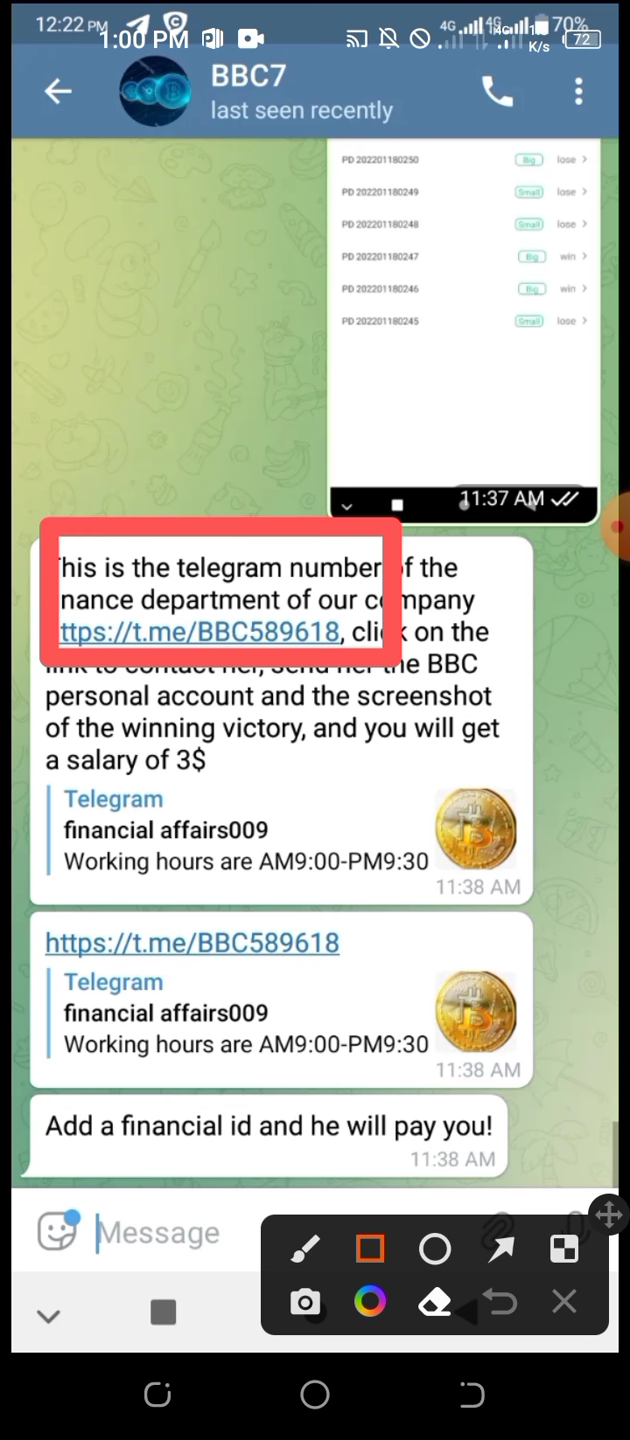 12:22 PM
4G 4G 70%
1:00 PM
K/s 72
BBC7
last seen recently
PD 202201180250 Big lose >
PD 202201180249 Small lose >
PD 202201180248 Small lose >
PD 202201180247 Big win >
PD 202201180246 Big win >
PD 202201180245 Small lose >
11:37 AM
his is the telegram number of the
nance department of our company
ttps://t.me/BBC589618, click on the
link to contact her, send her the BBC
personal account and the screenshot
of the winning victory, and you will get
a salary of 3$
Telegram
financial affairs009
Working hours are AM9:00-PM9:30
11:38 AM
https://t.me/BBC589618
Telegram
financial affairs009
Working hours are AM9:00-PM9:30
11:38 AM
Add a financial id and he will pay you!
11:38 AM
Message